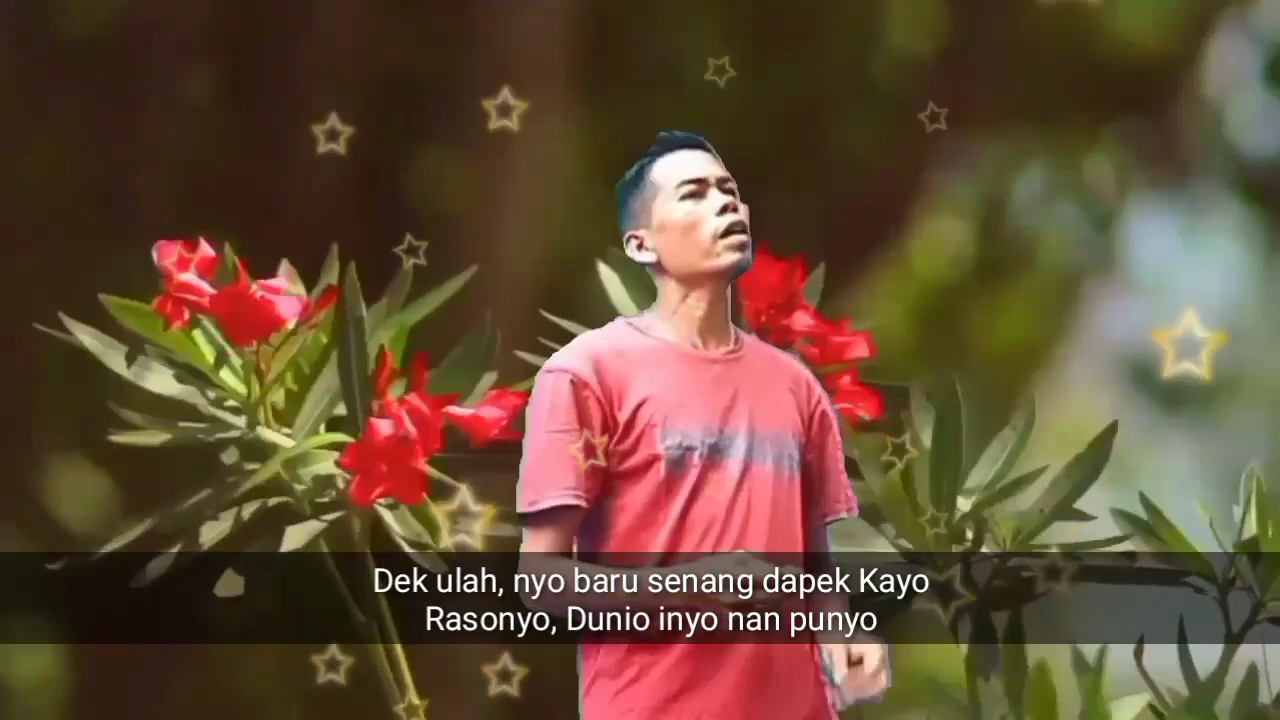 Dek ulah, nyo baru senang dapek Kayo
Rasonyo, Dunio inyo nan punyo